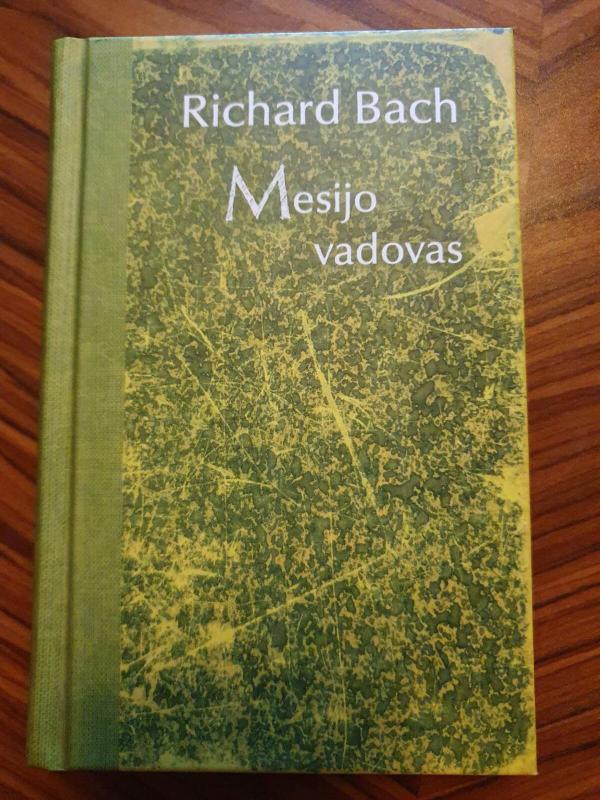 Richard Bach
Mesijo
vadovas